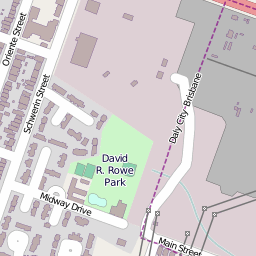 Oriente Street
Schwerin Street
Daly City
Brisbane
David
R. Rowe
Park
Midway Drive
Main Street